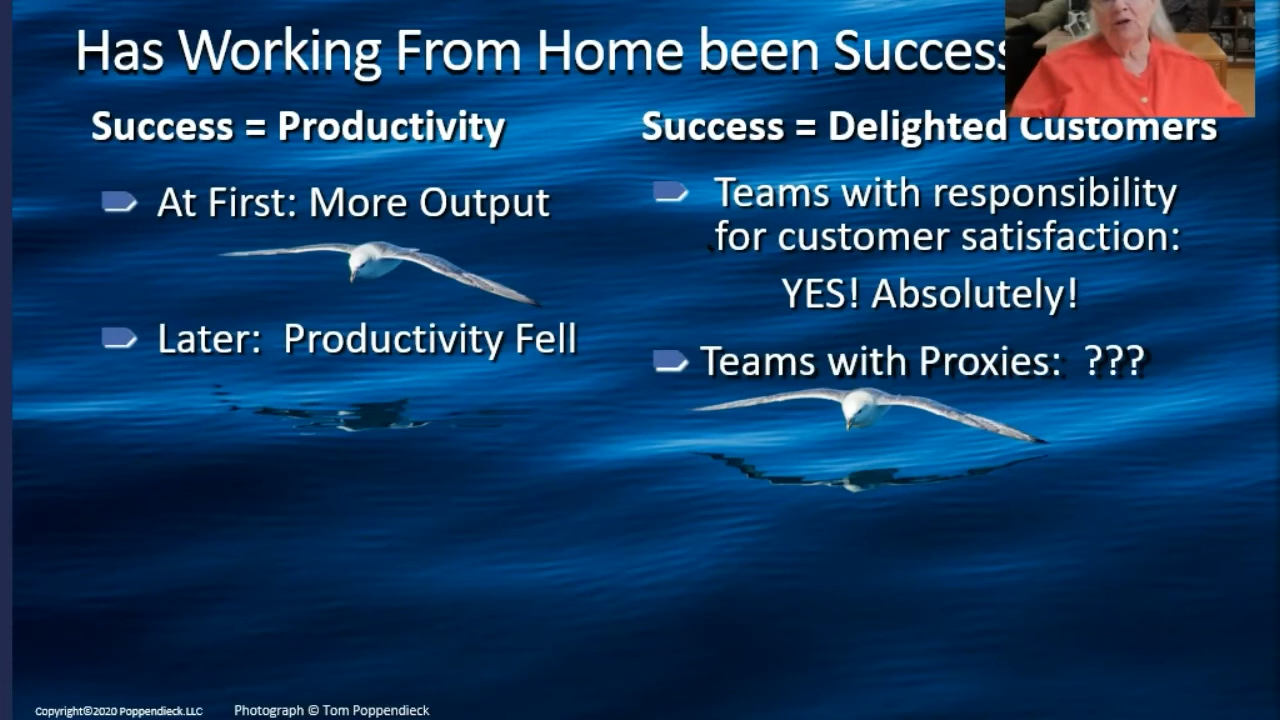 Has Working From Home been Success
Success = Productivity
At First: More Output
Later: Productivity Fell
Success = Delighted Customers
Teams with responsibility
for customer satisfaction:
YES! Absolutely!
Teams with Proxies: ???
Copyright©2020 Poppendieck.LLC
Photograph © Tom Poppendieck